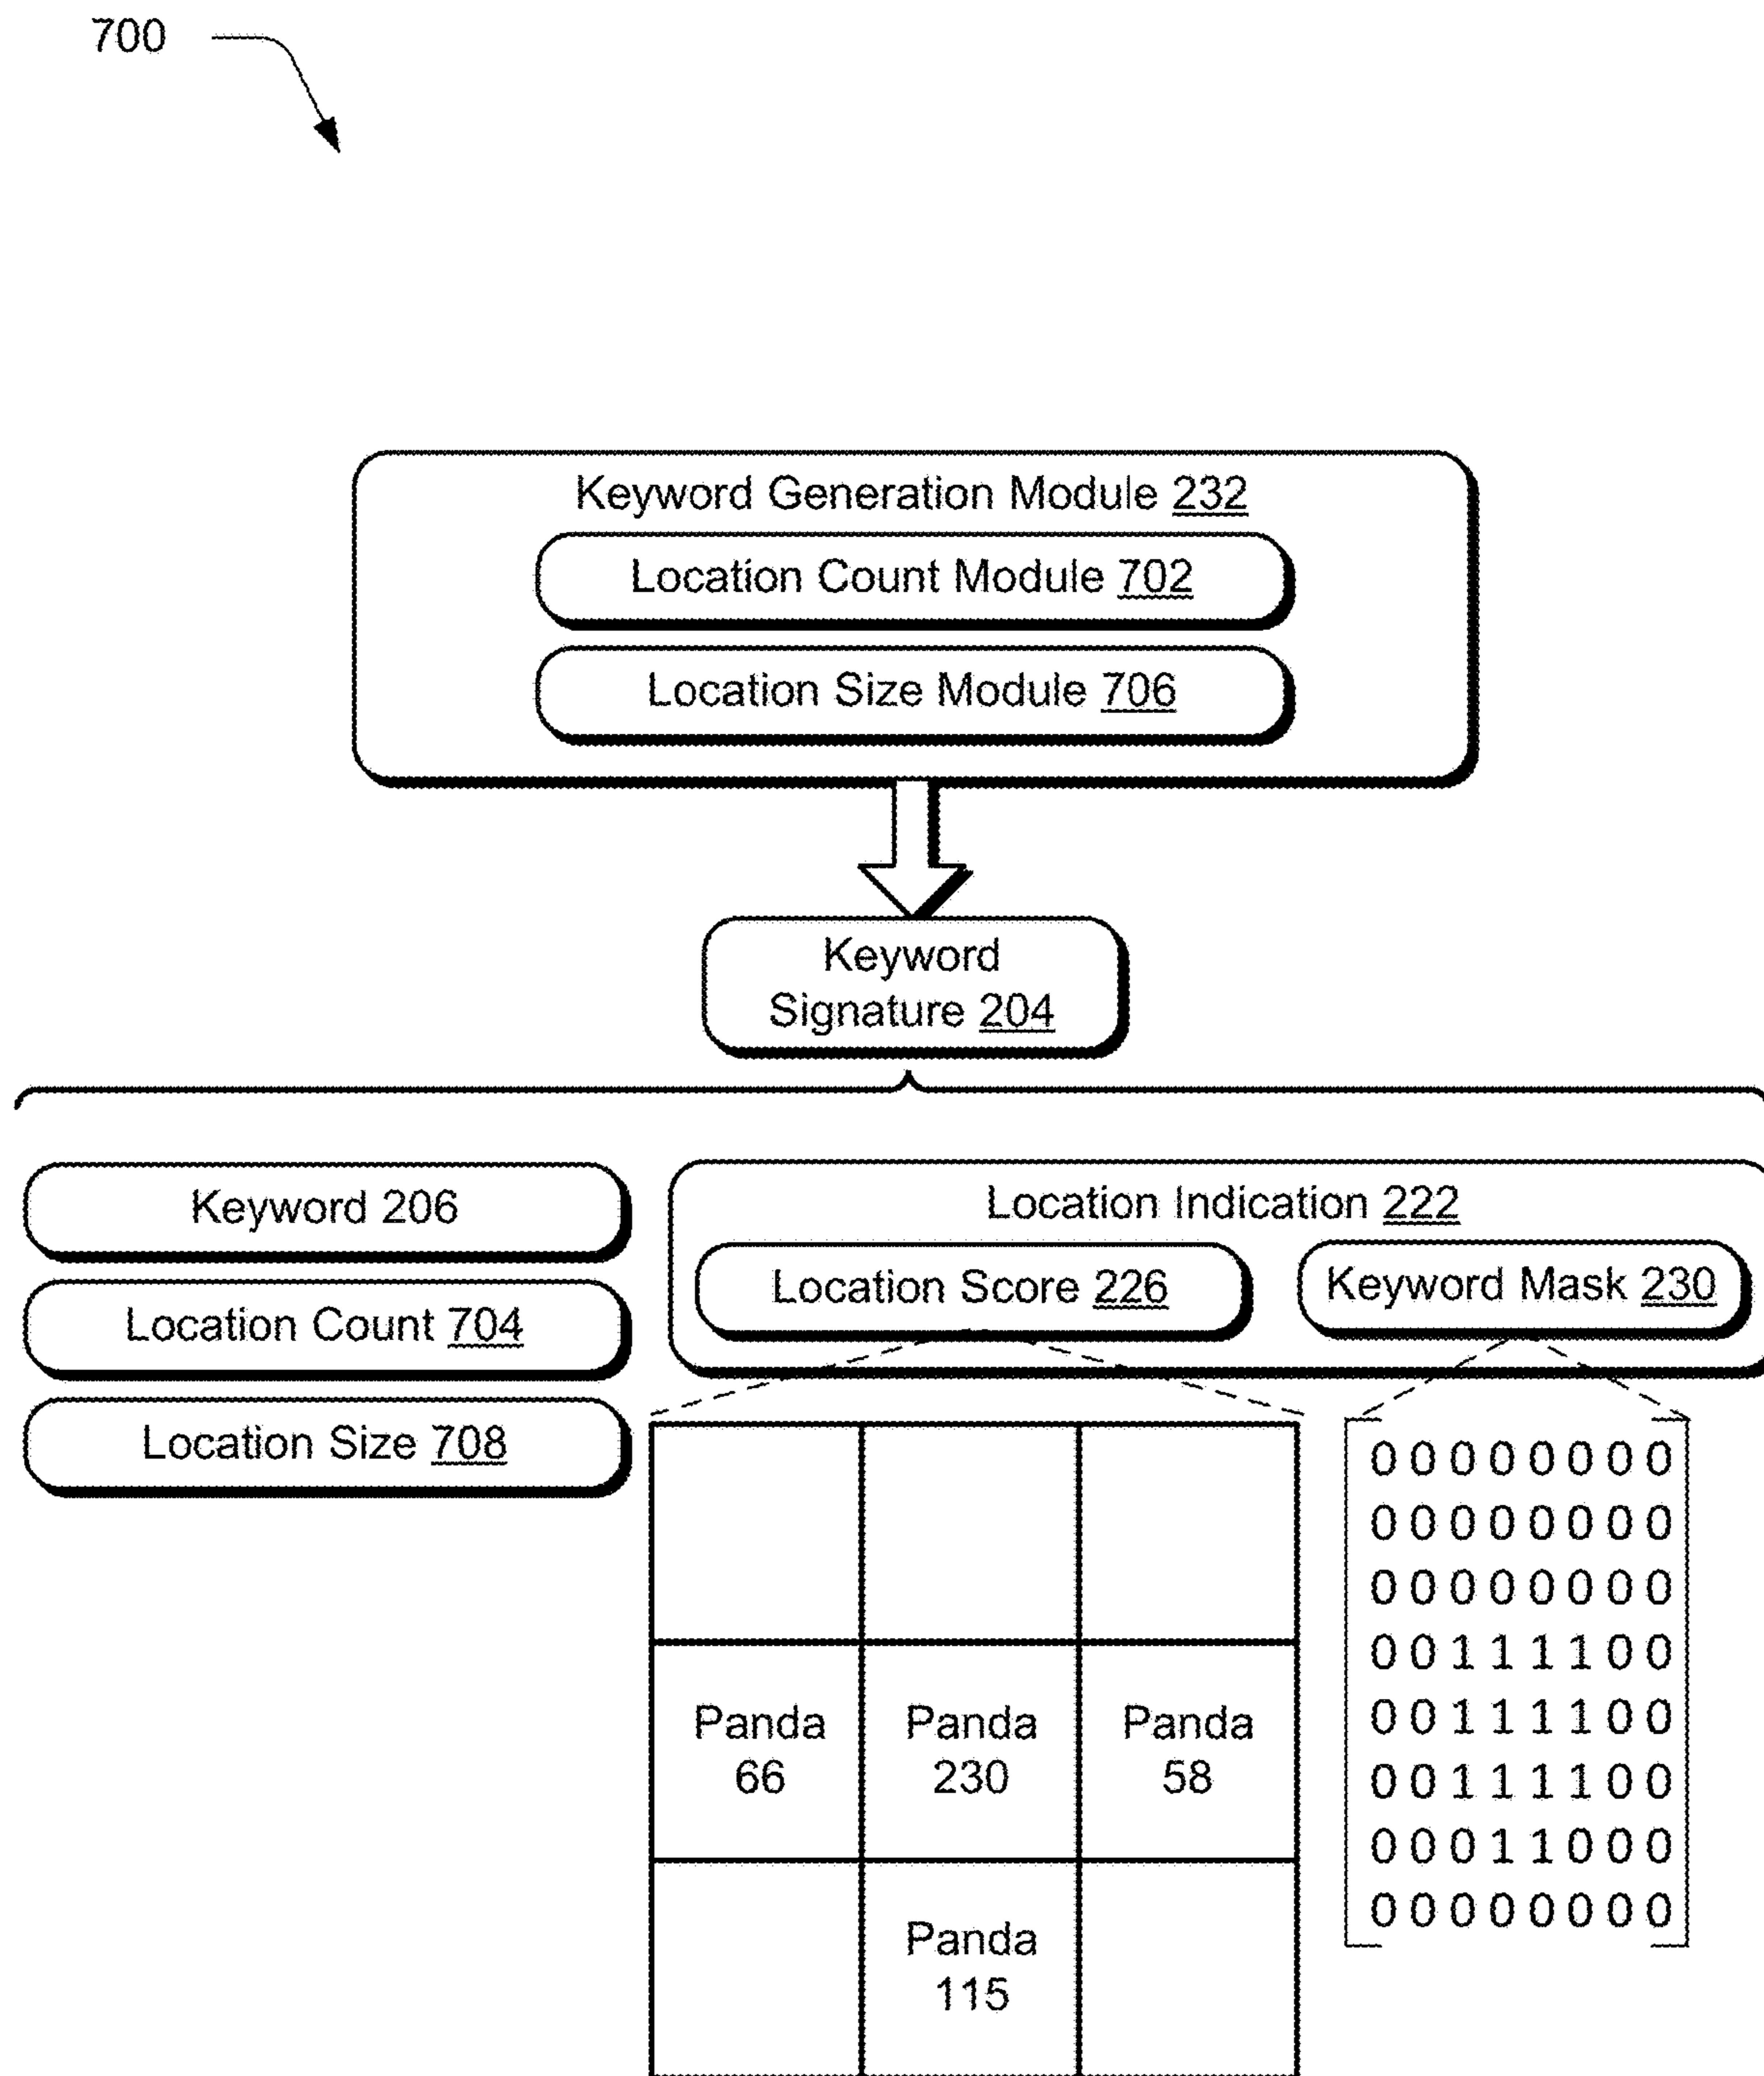 700
Keyword Generation Module 232
Location Count Module 702
Location Size Module 706
Keyword
Signature 204
Keyword 206
Location Count 704
Location Size 708
Location Indication 222
Location Score 226
Keyword Mask 230
Panda
66
Panda
230
Panda
58
Panda
115
0 0 0 0 0 0 0 0
0 0 0 0 0 0 0 0
0 0 0 0 0 0 0 0
0 0 1 1 1 1 0 0
0 0 1 1 1 1 0 0
0 0 1 1 1 1 0 0
0 0 0 1 1 0 0 0
0 0 0 0 0 0 0 0